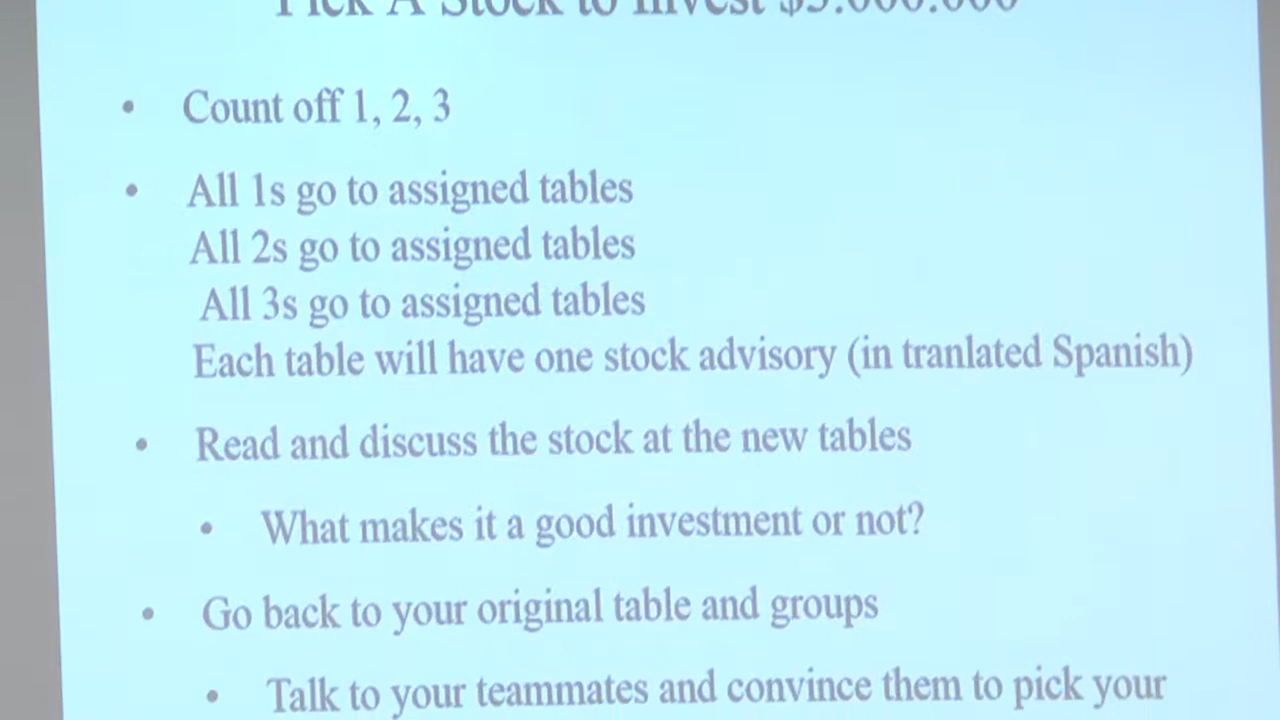 Pick A Stock to Invest
• Count off 1, 2, 3
• All 1s go to assigned tables
All 2s go to assigned tables
All 3s go to assigned tables
Each table will have one stock advisory (in tranlated Spanish)
• Read and discuss the stock at the new tables
• What makes it a good investment or not?
• Go back to your original table and groups
• Talk to your teammates and convince them to pick your